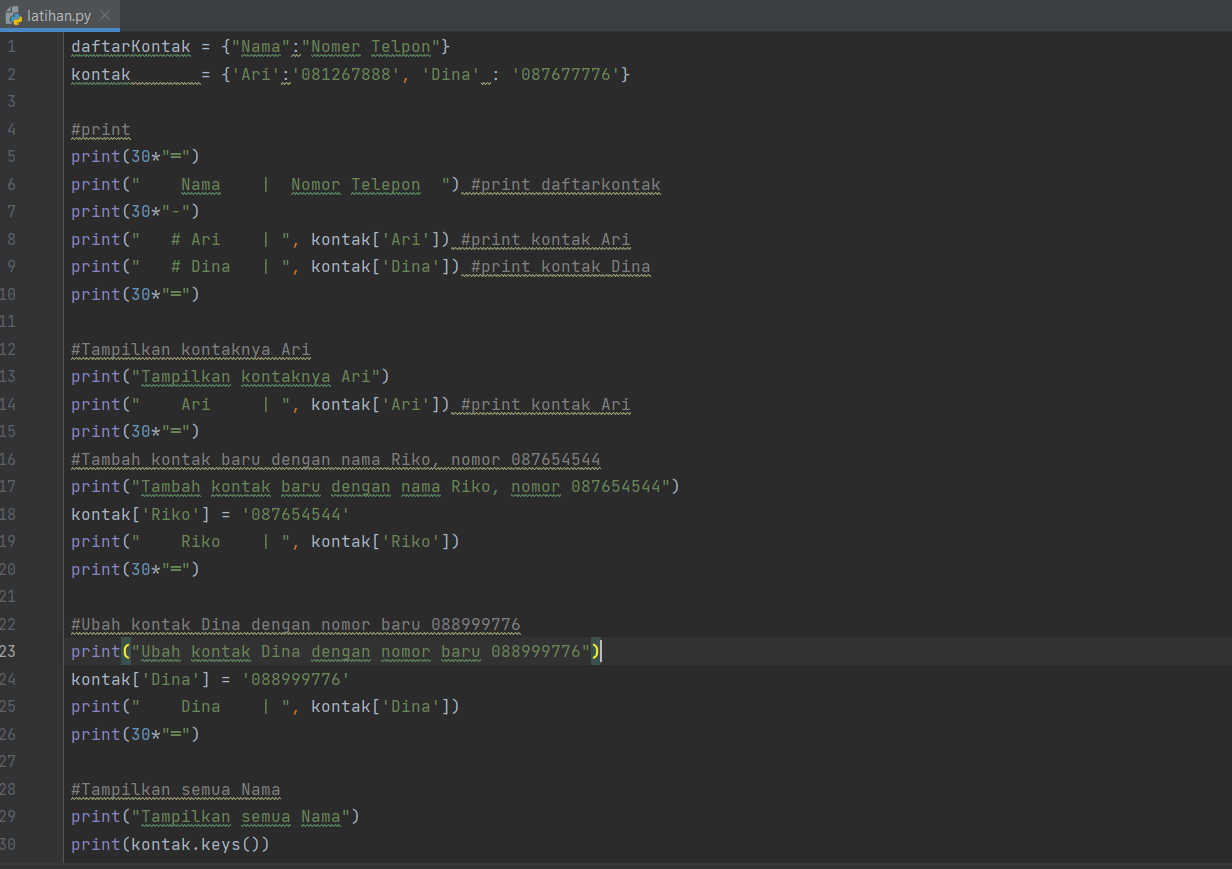 latihan.py
1 daftarKontak = {"Nama":"Nomer Telpon"}
2 kontak       = {'Ari':'081267888', 'Dina' : '087677776'}
3
4 #print
5 print(30*"=")
6 print("    Nama    |  Nomor Telepon  ") #print daftarkontak
7 print(30*"-")
8 print("   # Ari    | ", kontak['Ari']) #print kontak Ari
9 print("   # Dina   | ", kontak['Dina']) #print kontak Dina
10 print(30*"=")
11
12 #Tampilkan kontaknya Ari
13 print("Tampilkan kontaknya Ari")
14 print("    Ari     | ", kontak['Ari']) #print kontak Ari
15 print(30*"=")
16 #Tambah kontak baru dengan nama Riko, nomor 087654544
17 print("Tambah kontak baru dengan nama Riko, nomor 087654544")
18 kontak['Riko'] = '087654544'
19 print("    Riko    | ", kontak['Riko'])
20 print(30*"=")
21
22 #Ubah kontak Dina dengan nomor baru 088999776
23 print("Ubah kontak Dina dengan nomor baru 088999776")
24 kontak['Dina'] = '088999776'
25 print("    Dina    | ", kontak['Dina'])
26 print(30*"=")
27
28 #Tampilkan semua Nama
29 print("Tampilkan semua Nama")
30 print(kontak.keys())